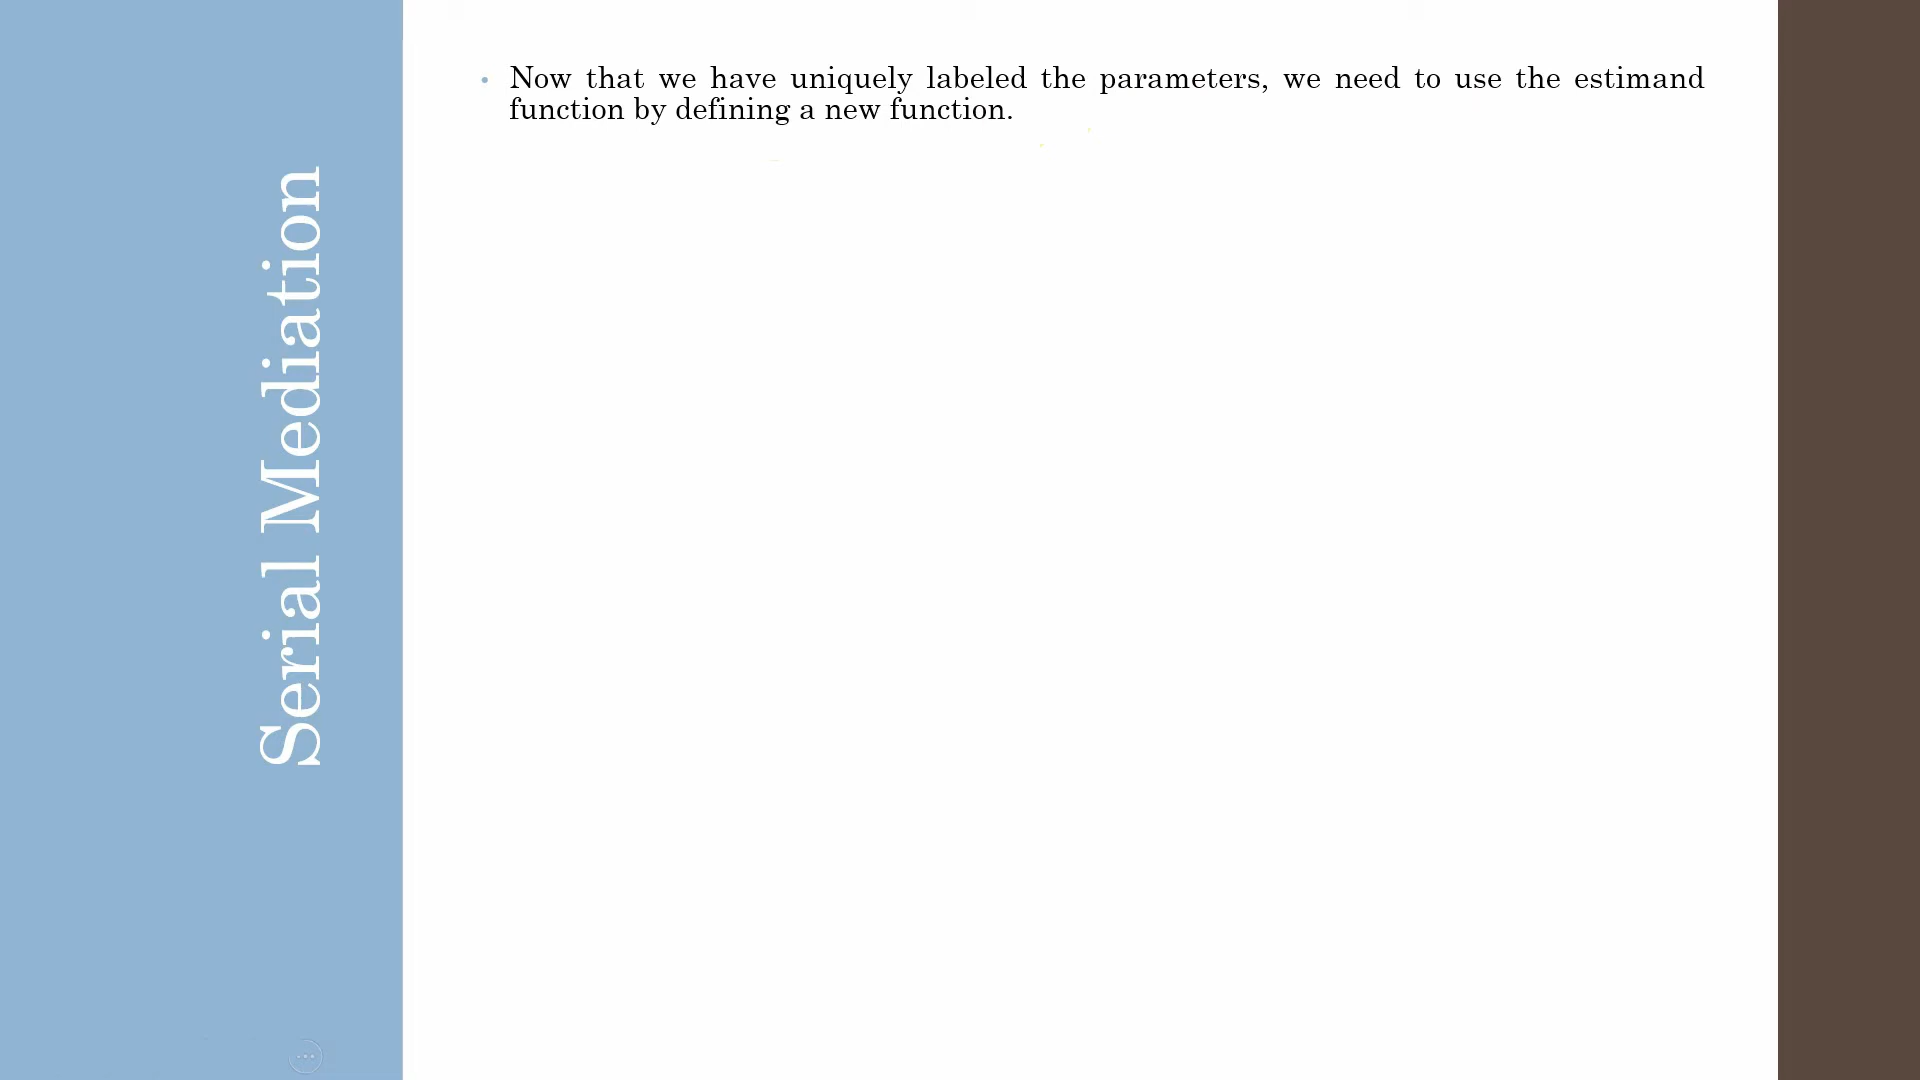 Serial Mediation
Now that we have uniquely labeled the parameters, we need to use the estimand
function by defining a new function.